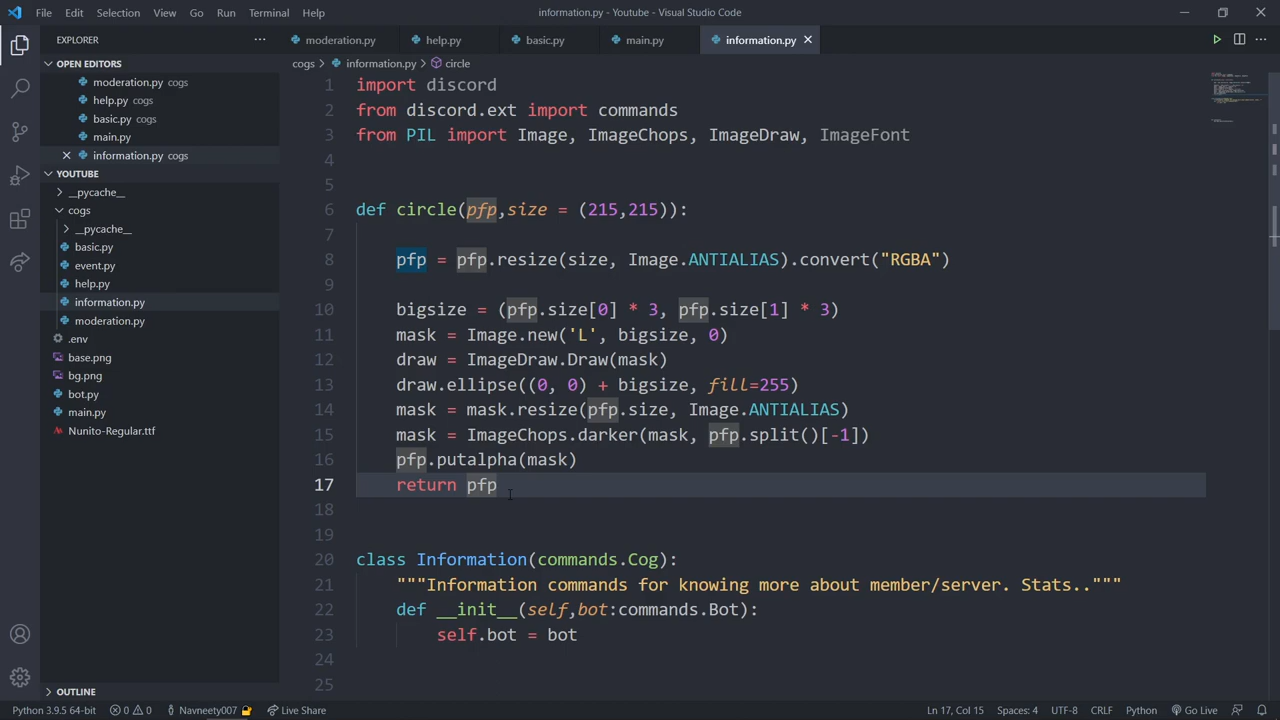 File Edit Selection View Go Run Terminal Help
information.py - Youtube - Visual Studio Code
EXPLORER
OPEN EDITORS
moderation.py cogs
help.py cogs
basic.py cogs
main.py
information.py cogs
YOUTUBE
__pycache__
cogs
__pycache__
basic.py
event.py
help.py
information.py
moderation.py
.env
base.png
bg.png
bot.py
main.py
Nunito-Regular.ttf
OUTLINE
moderation.py help.py basic.py main.py information.py
cogs > information.py > circle
1 import discord
2 from discord.ext import commands
3 from PIL import Image, ImageChops, ImageDraw, ImageFont
4
5
6 def circle(pfp,size = (215,215)):
7
8 pfp = pfp.resize(size, Image.ANTIALIAS).convert("RGBA")
9
10 bigsize = (pfp.size[0] * 3, pfp.size[1] * 3)
11 mask = Image.new('L', bigsize, 0)
12 draw = ImageDraw.Draw(mask)
13 draw.ellipse((0, 0) + bigsize, fill=255)
14 mask = mask.resize(pfp.size, Image.ANTIALIAS)
15 mask = ImageChops.darker(mask, pfp.split()[-1])
16 pfp.putalpha(mask)
17 return pfp
18
19
20 class Information(commands.Cog):
21 """Information commands for knowing more about member/server. Stats.."""
22 def __init__(self,bot:commands.Bot):
23 self.bot = bot
24
25
Python 3.9.5 64-bit 0 0 Navneety007 Live Share Ln 17, Col 15 Spaces: 4 UTF-8 CRLF Python Go Live